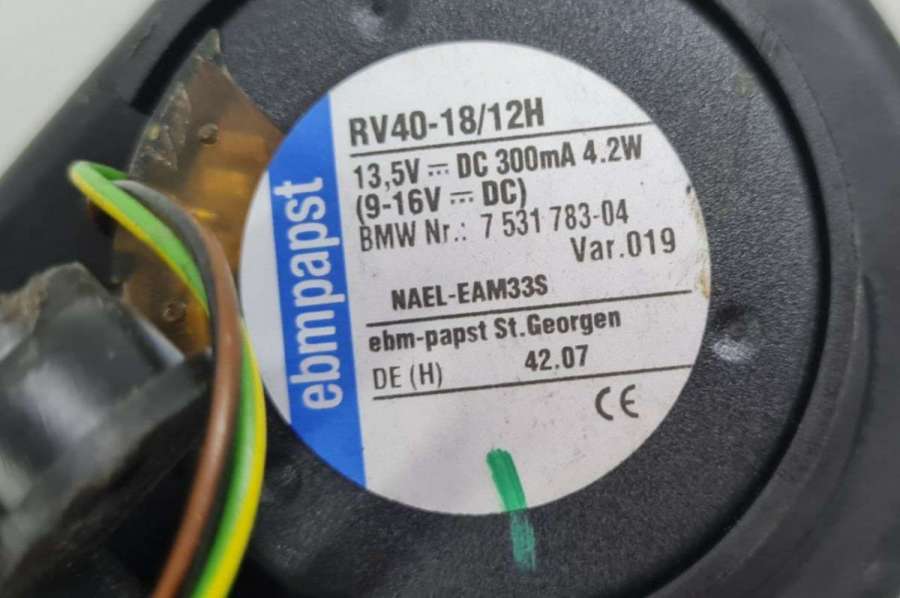 ebmpapst
RV40-18/12H
13,5V ⎓ DC 300mA 4.2W
(9-16V ⎓ DC)
BMW Nr.: 7 531 783-04
Var.019
NAEL-EAM33S
ebm-papst St.Georgen
DE (H) 42.07
CE